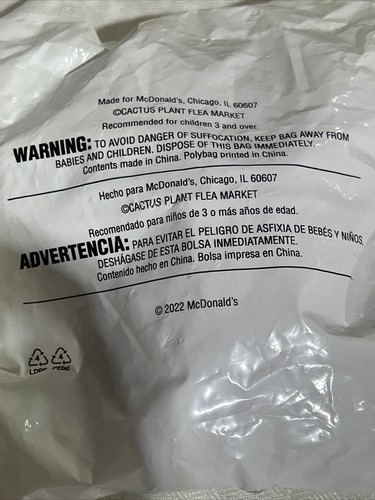 Made for McDonald's, Chicago, IL 60607
©CACTUS PLANT FLEA MARKET
Recommended for children 3 and over.
WARNING: TO AVOID DANGER OF SUFFOCATION, KEEP BAG AWAY FROM
BABIES AND CHILDREN. DISPOSE OF THIS BAG IMMEDIATELY.
Contents made in China. Polybag printed in China.
Hecho para McDonald's, Chicago, IL 60607
©CACTUS PLANT FLEA MARKET
Recomendado para niños de 3 o más años de edad.
ADVERTENCIA: PARA EVITAR EL PELIGRO DE ASFIXIA DE BEBÉS Y NIÑOS,
DESHÁGASE DE ESTA BOLSA INMEDIATAMENTE.
Contenido hecho en China. Bolsa impresa en China.
© 2022 McDonald's
4 4